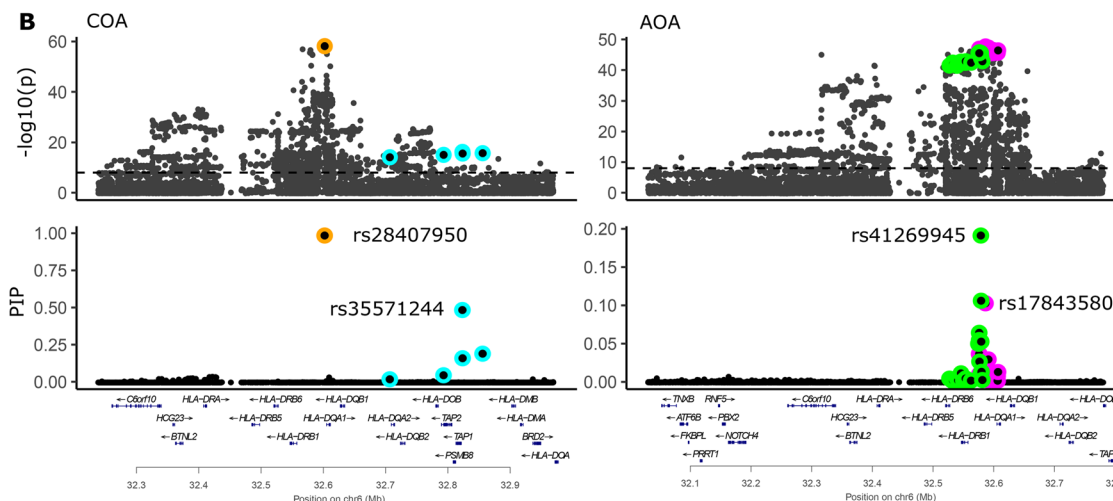 B
COA
AOA
-log10(p)
60
40
20
0
50
40
30
20
10
0
PIP
1.00
0.75
0.50
0.25
0.00
rs28407950
rs35571244
0.20
0.15
0.10
0.05
0.00
rs41269945
rs17843580
←C6orf10
HLA-DRA→
←HLA-DRB6
←HLA-DQB1
←HLA-DOB
←HLA-DMB
HCG23→
←HLA-DRB5
HLA-DQA1→
HLA-DQA2→
←TAP2
←HLA-DMA
←BTNL2
←HLA-DRB1
←HLA-DQB2
←TAP1
BRD2→
←PSMB8
←HLA-DOA
32.3
32.4
32.5
32.6
32.7
32.8
32.9
Position on chr6 (Mb)
←TNXB
RNF5→
←C6orf10
HLA-DRA→
←HLA-DRB6
←HLA-DQB1
←HLA-DO
←ATF6B
←PBX2
HCG23→
←HLA-DRB5
HLA-DQA1→
HLA-DQA2→
←FKBPL
←NOTCH4
←BTNL2
←HLA-DRB1
←HLA-DQB2
←PRRT1
←TAP
32.1
32.2
32.3
32.4
32.5
32.6
32.7
Position on chr6 (Mb)